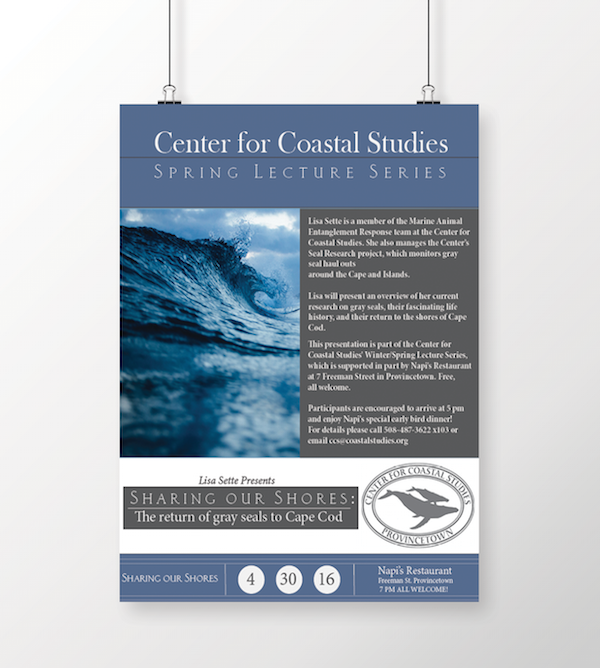 Center for Coastal Studies
Spring Lecture Series
Lisa Sette is a member of the Marine Animal
Entanglement Response team at the Center for
Coastal Studies. She also manages the Center's
Seal Research project, which monitors gray
seal haul outs
around the Cape and Islands.
Lisa will present an overview of her current
research on gray seals, their fascinating life
history, and their return to the shores of Cape
Cod.
This presentation is part of the Center for
Coastal Studies' Winter/Spring Lecture Series,
which is supported in part by Napi's Restaurant
at 7 Freeman Street in Provincetown. Free,
all welcome.
Participants are encouraged to arrive at 5 pm
and enjoy Napi's special early bird dinner!
For details please call 508-487-3622 x103 or
email ccs@coastalstudies.org
Lisa Sette Presents
Sharing our Shores:
The return of gray seals to Cape Cod
CENTER FOR COASTAL STUDIES
PROVINCETOWN
Sharing our Shores
4 30 16
Napi's Restaurant
Freeman St. Provincetown
7 PM ALL WELCOME!